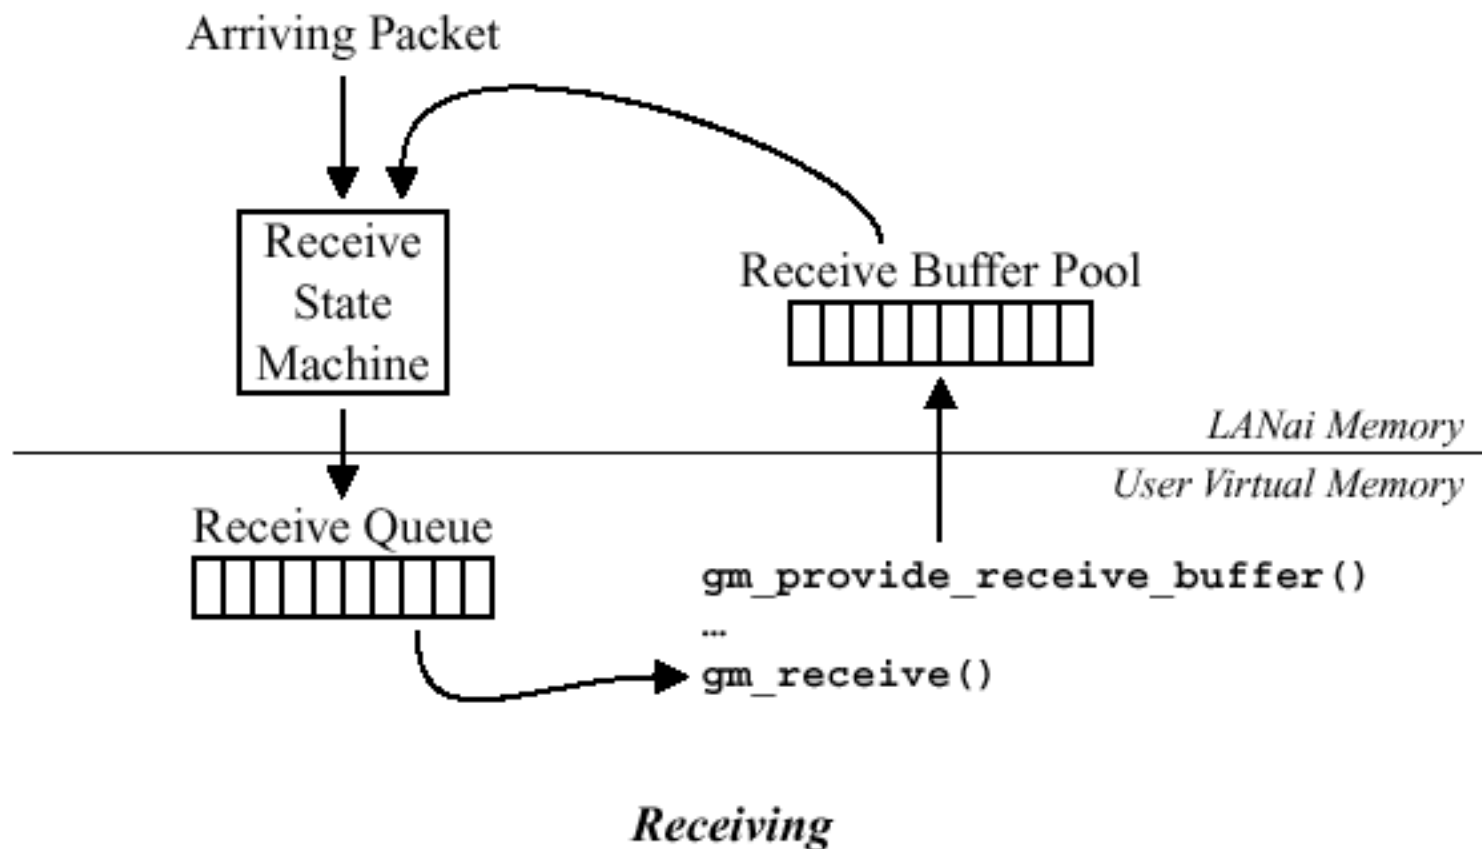 Arriving Packet
Receive
State
Machine
Receive Buffer Pool
LANai Memory
User Virtual Memory
Receive Queue
gm_provide_receive_buffer()
…
gm_receive()
Receiving